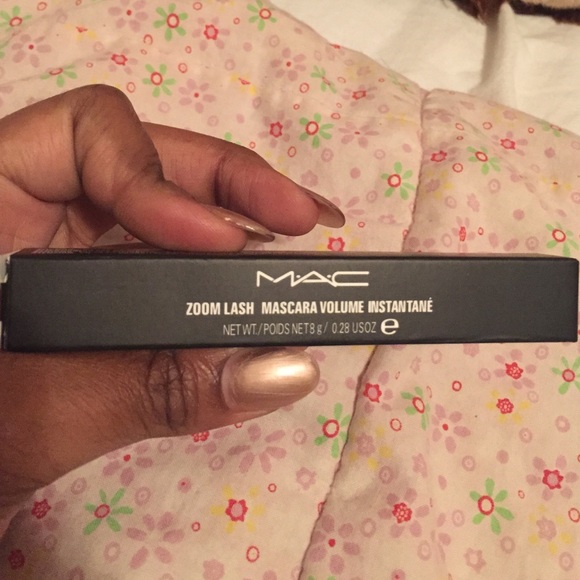 M·A·C
ZOOM LASH MASCARA VOLUME INSTANTANÉ
NET WT./POIDS NET 8 g / 0.28 US OZ e